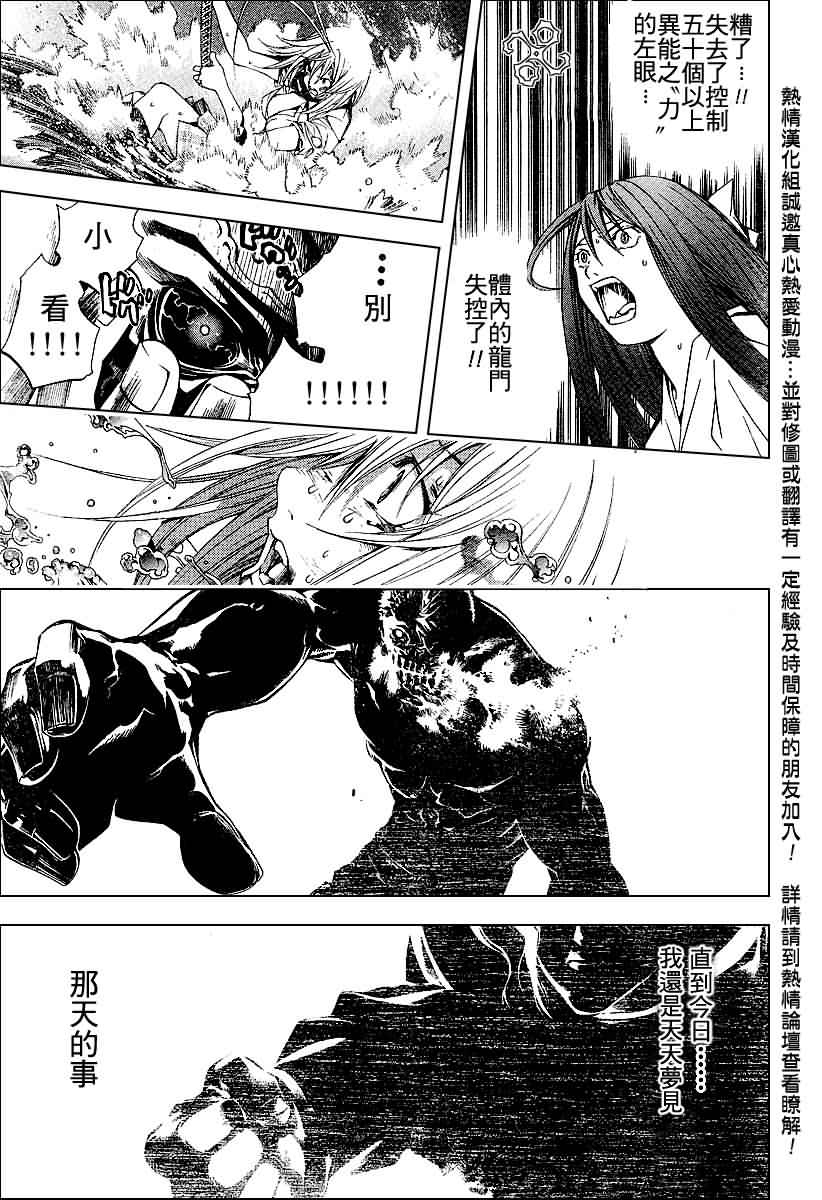 糟了…!!
失去了控制
五十個以上
異能之〝力〞
的左眼…
體內的龍門
失控了!!
…別
!!!!!!
小看!!!!
直到今日……
我還是天天夢見
那天的事
熱情漢化組誠邀真心熱愛動漫…並對修圖或翻譯有一定經驗及時間保障的朋友加入！ 詳情請到熱情論壇查看瞭解！